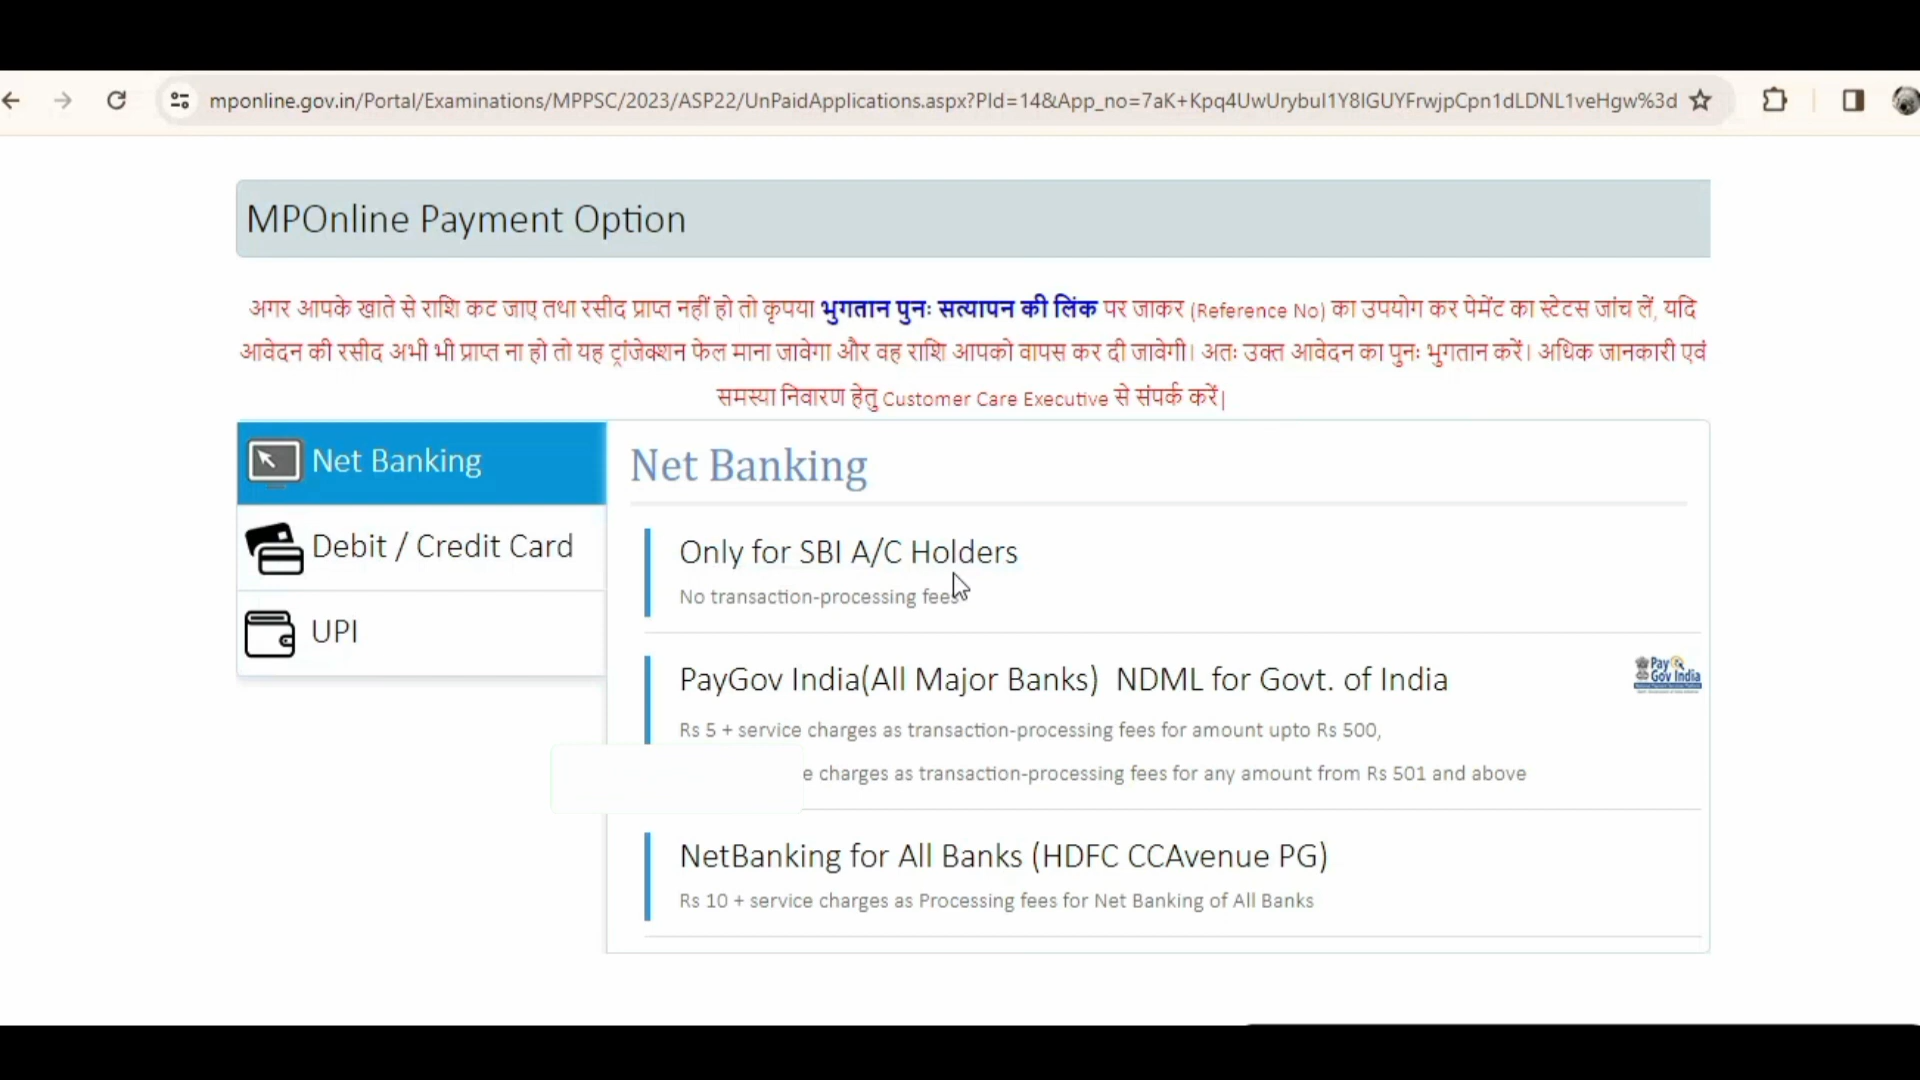 mponline.gov.in/Portal/Examinations/MPPSC/2023/ASP22/UnPaidApplications.aspx?PId=14&App_no=7aK+Kpq4UwUrybuI1Y8IGUYFrwjpCpn1dLDNL1veHgw%3d
MPOnline Payment Option
अगर आपके खाते से राशि कट जाए तथा रसीद प्राप्त नहीं हो तो कृपया भुगतान पुनः सत्यापन की लिंक पर जाकर (Reference No) का उपयोग कर पेमेंट का स्टेटस जांच लें, यदि
आवेदन की रसीद अभी भी प्राप्त ना हो तो यह ट्रांजेक्शन फेल माना जावेगा और वह राशि आपको वापस कर दी जावेगी। अतः उक्त आवेदन का पुनः भुगतान करें। अधिक जानकारी एवं
समस्या निवारण हेतु Customer Care Executive से संपर्क करें|
Net Banking
Debit / Credit Card
UPI
Net Banking
Only for SBI A/C Holders
No transaction-processing fees
PayGov India(All Major Banks) NDML for Govt. of India
Pay Gov India
Rs 5 + service charges as transaction-processing fees for amount upto Rs 500,
e charges as transaction-processing fees for any amount from Rs 501 and above
NetBanking for All Banks (HDFC CCAvenue PG)
Rs 10 + service charges as Processing fees for Net Banking of All Banks